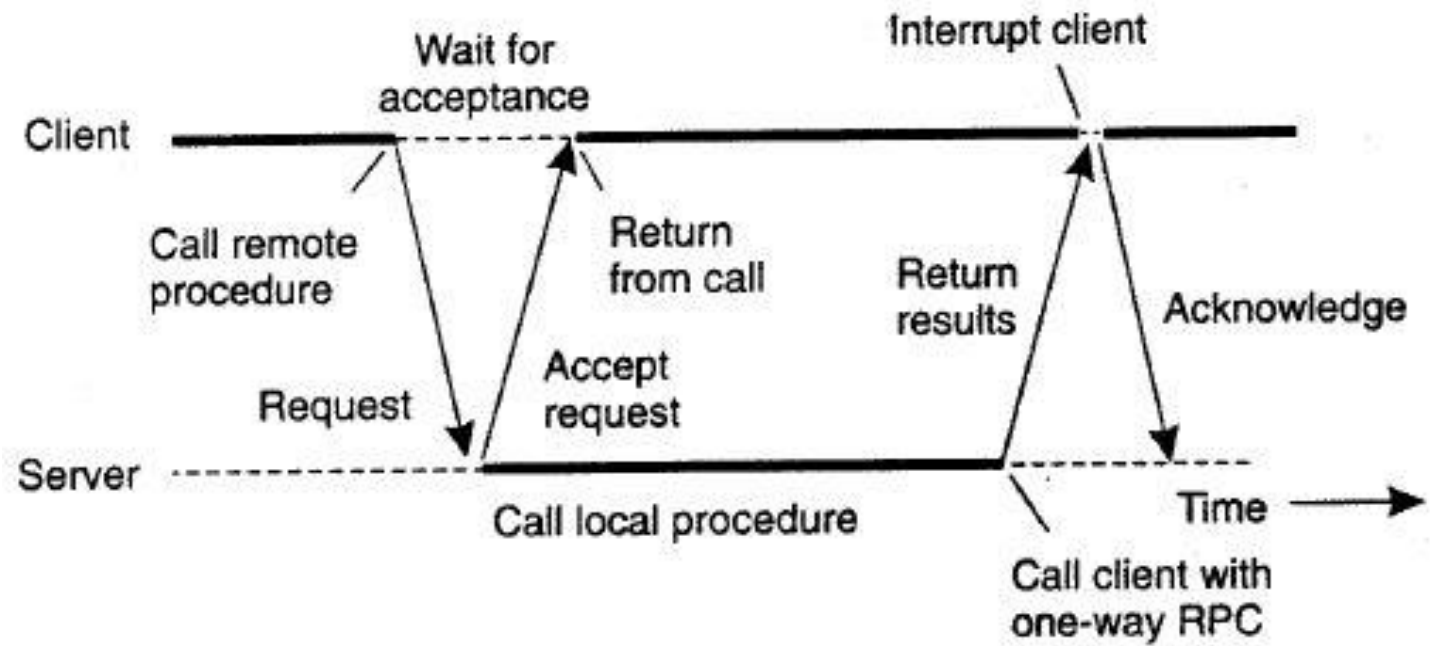 Interrupt client
Wait for
acceptance
Client
Call remote
procedure
Return
from call
Return
results
Acknowledge
Accept
request
Request
Server
Call local procedure
Time
Call client with
one-way RPC